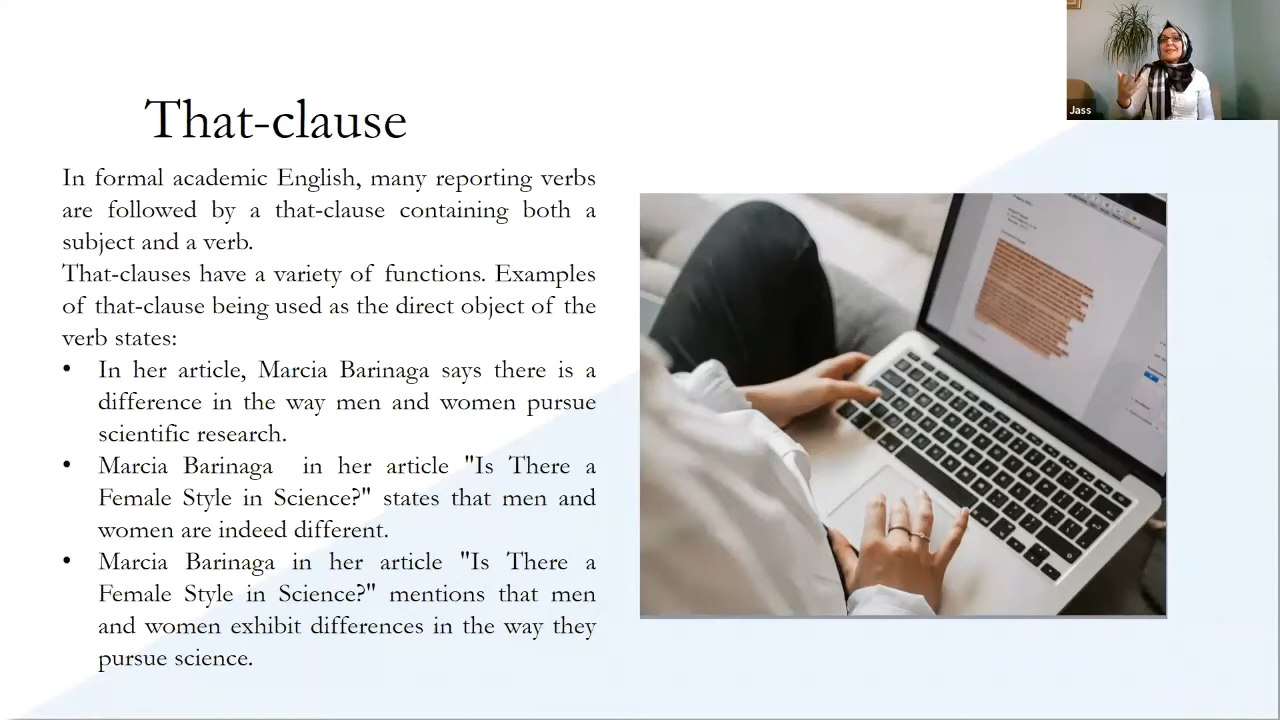 Jass
That-clause
In formal academic English, many reporting verbs
are followed by a that-clause containing both a
subject and a verb.
That-clauses have a variety of functions. Examples
of that-clause being used as the direct object of the
verb states:
• In her article, Marcia Barinaga says there is a
difference in the way men and women pursue
scientific research.
• Marcia Barinaga in her article "Is There a
Female Style in Science?" states that men and
women are indeed different.
• Marcia Barinaga in her article "Is There a
Female Style in Science?" mentions that men
and women exhibit differences in the way they
pursue science.